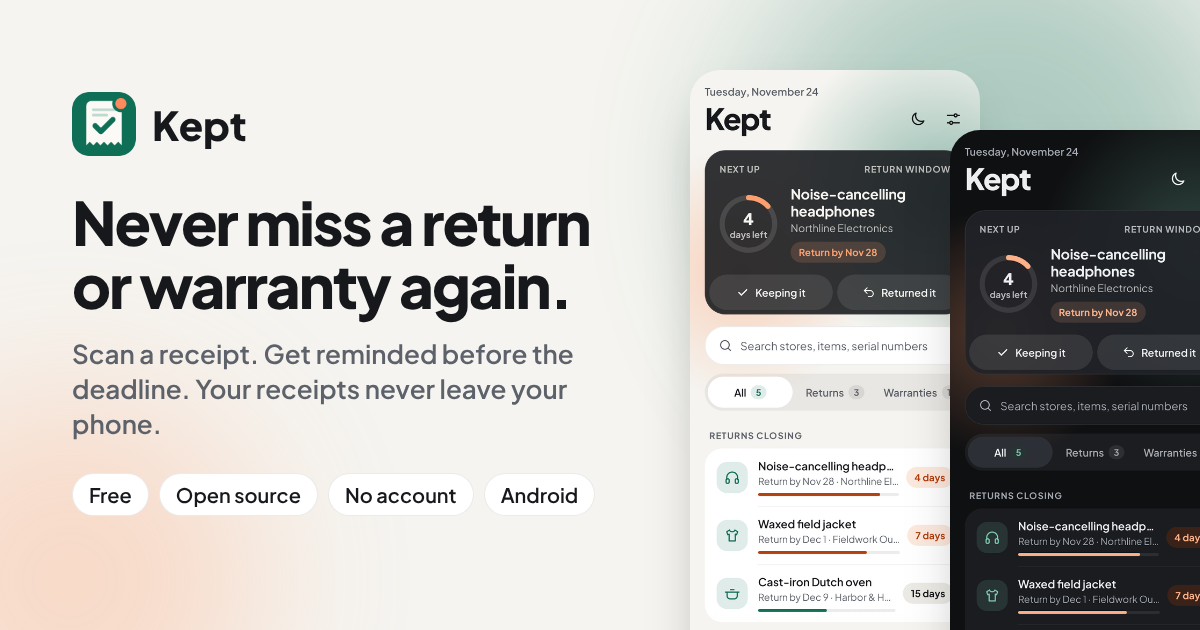 Kept
Never miss a return
or warranty again.
Scan a receipt. Get reminded before the
deadline. Your receipts never leave your
phone.
Free
Open source
No account
Android
Tuesday, November 24
Kept
NEXT UP
RETURN WINDOW
4
days left
Noise-cancelling
headphones
Northline Electronics
Return by Nov 28
Keeping it
Returned it
Search stores, items, serial numbers
All 5
Returns 3
Warranties
RETURNS CLOSING
Noise-cancelling headp...
Return by Nov 28 · Northline El...
4 days
Waxed field jacket
Return by Dec 1 · Fieldwork Ou...
7 days
Cast-iron Dutch oven
Return by Dec 9 · Harbor & H...
15 days
Tuesday, November 24
Kept
NEXT UP
RETURN WINDO
4
days left
Noise-cancelling
headphones
Northline Electronics
Return by Nov 28
Keeping it
Returned it
Search stores, items, serial numbers
All 5
Returns 3
Warranties
RETURNS CLOSING
Noise-cancelling headp...
Return by Nov 28 · Northline El...
4 day
Waxed field jacket
Return by Dec 1 · Fieldwork Ou...
7 day